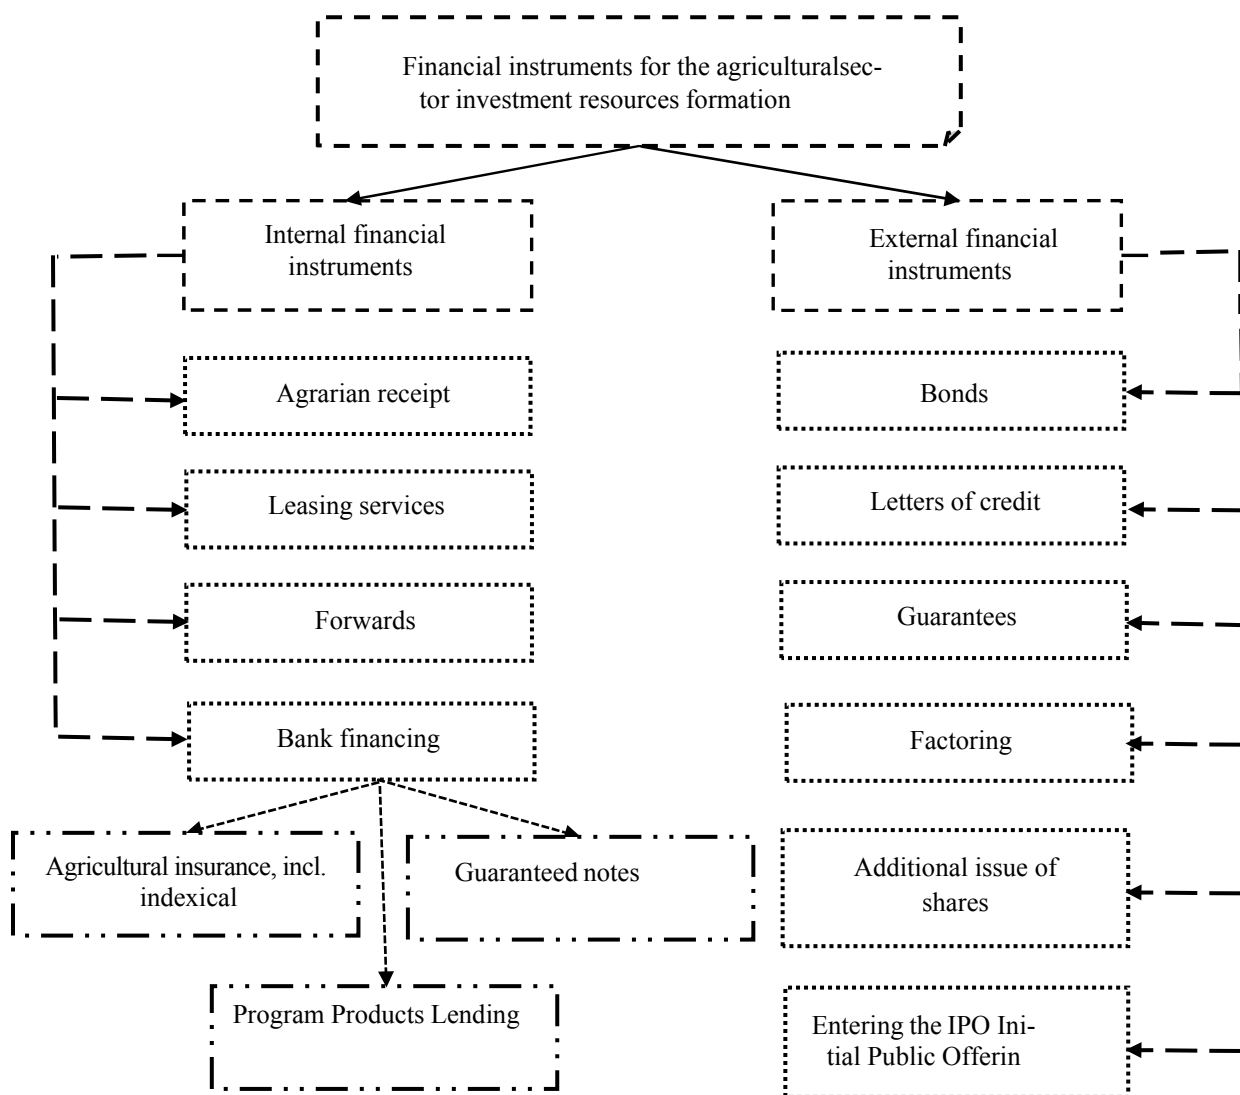 Financial instruments for the agriculturalsec-
tor investment resources formation
Internal financial
instruments
External financial
instruments
Agrarian receipt
Bonds
Leasing services
Letters of credit
Forwards
Guarantees
Bank financing
Factoring
Agricultural insurance, incl.
indexical
Guaranteed notes
Additional issue of
shares
Program Products Lending
Entering the IPO Ini-
tial Public Offerin